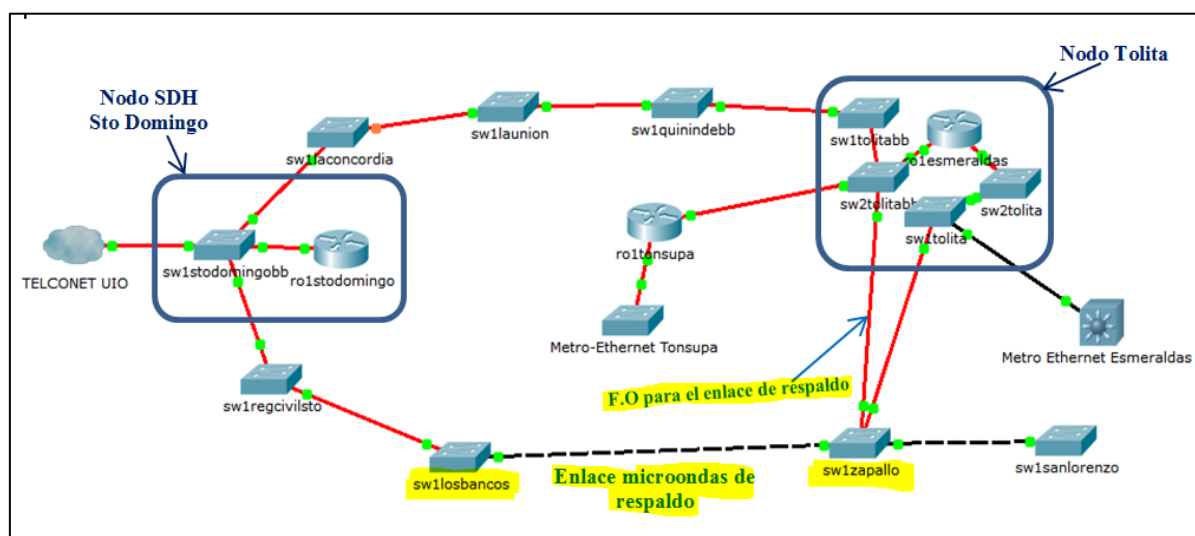 Nodo Tolita
Nodo SDH
Sto Domingo
sw1launion
sw1quinindebb
sw1tolitabb
ro1esmeraldas
sw1laconcordia
sw2tolitabb
sw2tolita
sw1tolita
TELCONET UIO
sw1stodomingobb
ro1stodomingo
ro1tonsupa
Metro-Ethernet Tonsupa
Metro Ethernet Esmeraldas
F.O para el enlace de respaldo
sw1regcivilsto
sw1losbancos
Enlace microondas de
respaldo
sw1zapallo
sw1sanlorenzo